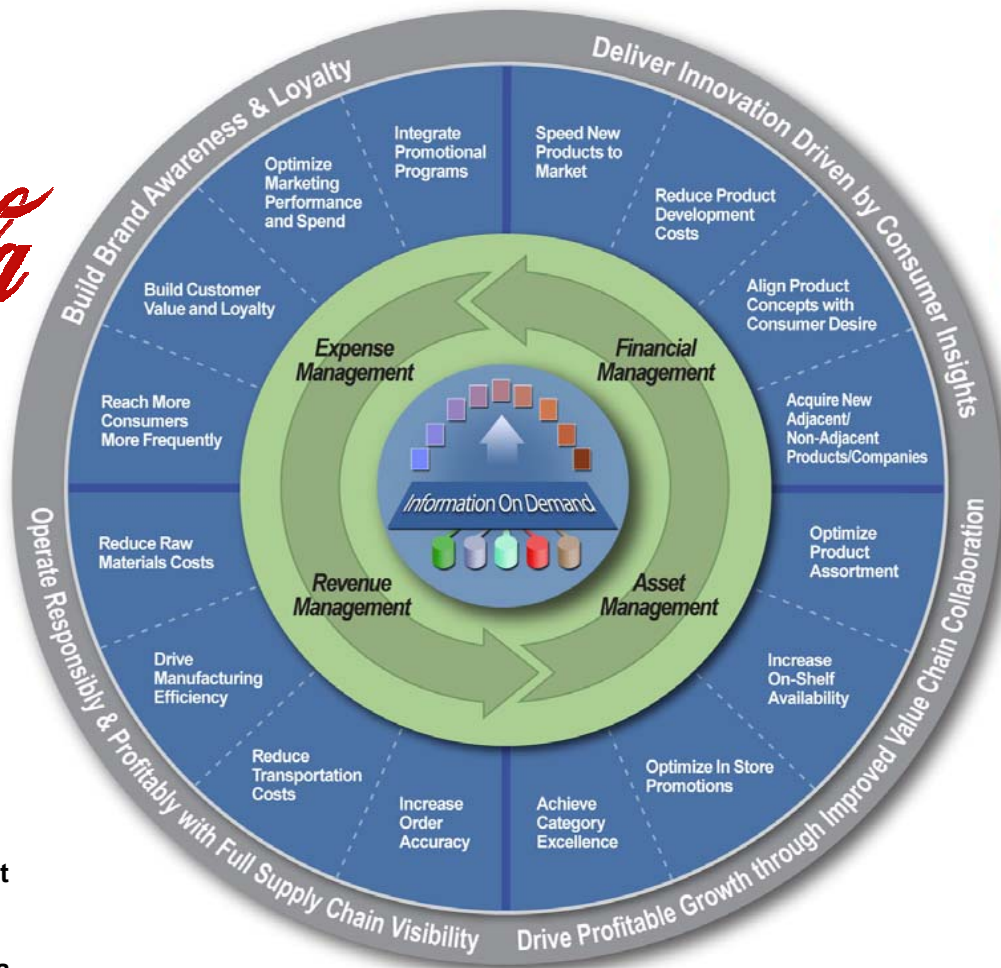 Build Brand Awareness & Loyalty
Deliver Innovation Driven by Consumer Insights
Integrate
Promotional
Programs
Speed New
Products to
Market
Optimize
Marketing
Performance
and Spend
Reduce Product
Development
Costs
Build Customer
Value and Loyalty
Align Product
Concepts with
Consumer Desire
Reach More
Consumers
More Frequently
Acquire New
Adjacent/
Non-Adjacent
Products/Companies
Expense
Management
Financial
Management
Information On Demand
Revenue
Management
Asset
Management
Reduce Raw
Materials Costs
Optimize
Product
Assortment
Drive
Manufacturing
Efficiency
Increase
On-Shelf
Availability
Reduce
Transportation
Costs
Optimize In Store
Promotions
Increase
Order
Accuracy
Achieve
Category
Excellence
Operate Responsibly & Profitably with Full Supply Chain Visibility
Drive Profitable Growth through Improved Value Chain Collaboration